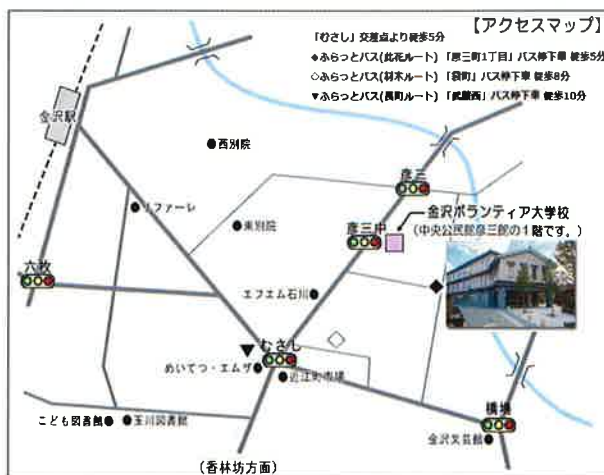 【アクセスマップ】
「むさし」交差点より徒歩5分
◆ふらっとバス(此花ルート) 「彦三町1丁目」バス停下車 徒歩5分
◇ふらっとバス(材木ルート) 「袋町」バス停下車 徒歩8分
▼ふらっとバス(長町ルート) 「武蔵西」バス停下車 徒歩10分
金沢駅
西別院
彦三
リファーレ
東別院
彦三中
金沢ボランティア大学校
(中央公民館彦三館の1階です。)
六枚
エフエム石川
むさし
めいてつ・エムザ
近江町市場
こども図書館
玉川図書館
橋場
金沢文芸館
(香林坊方面)